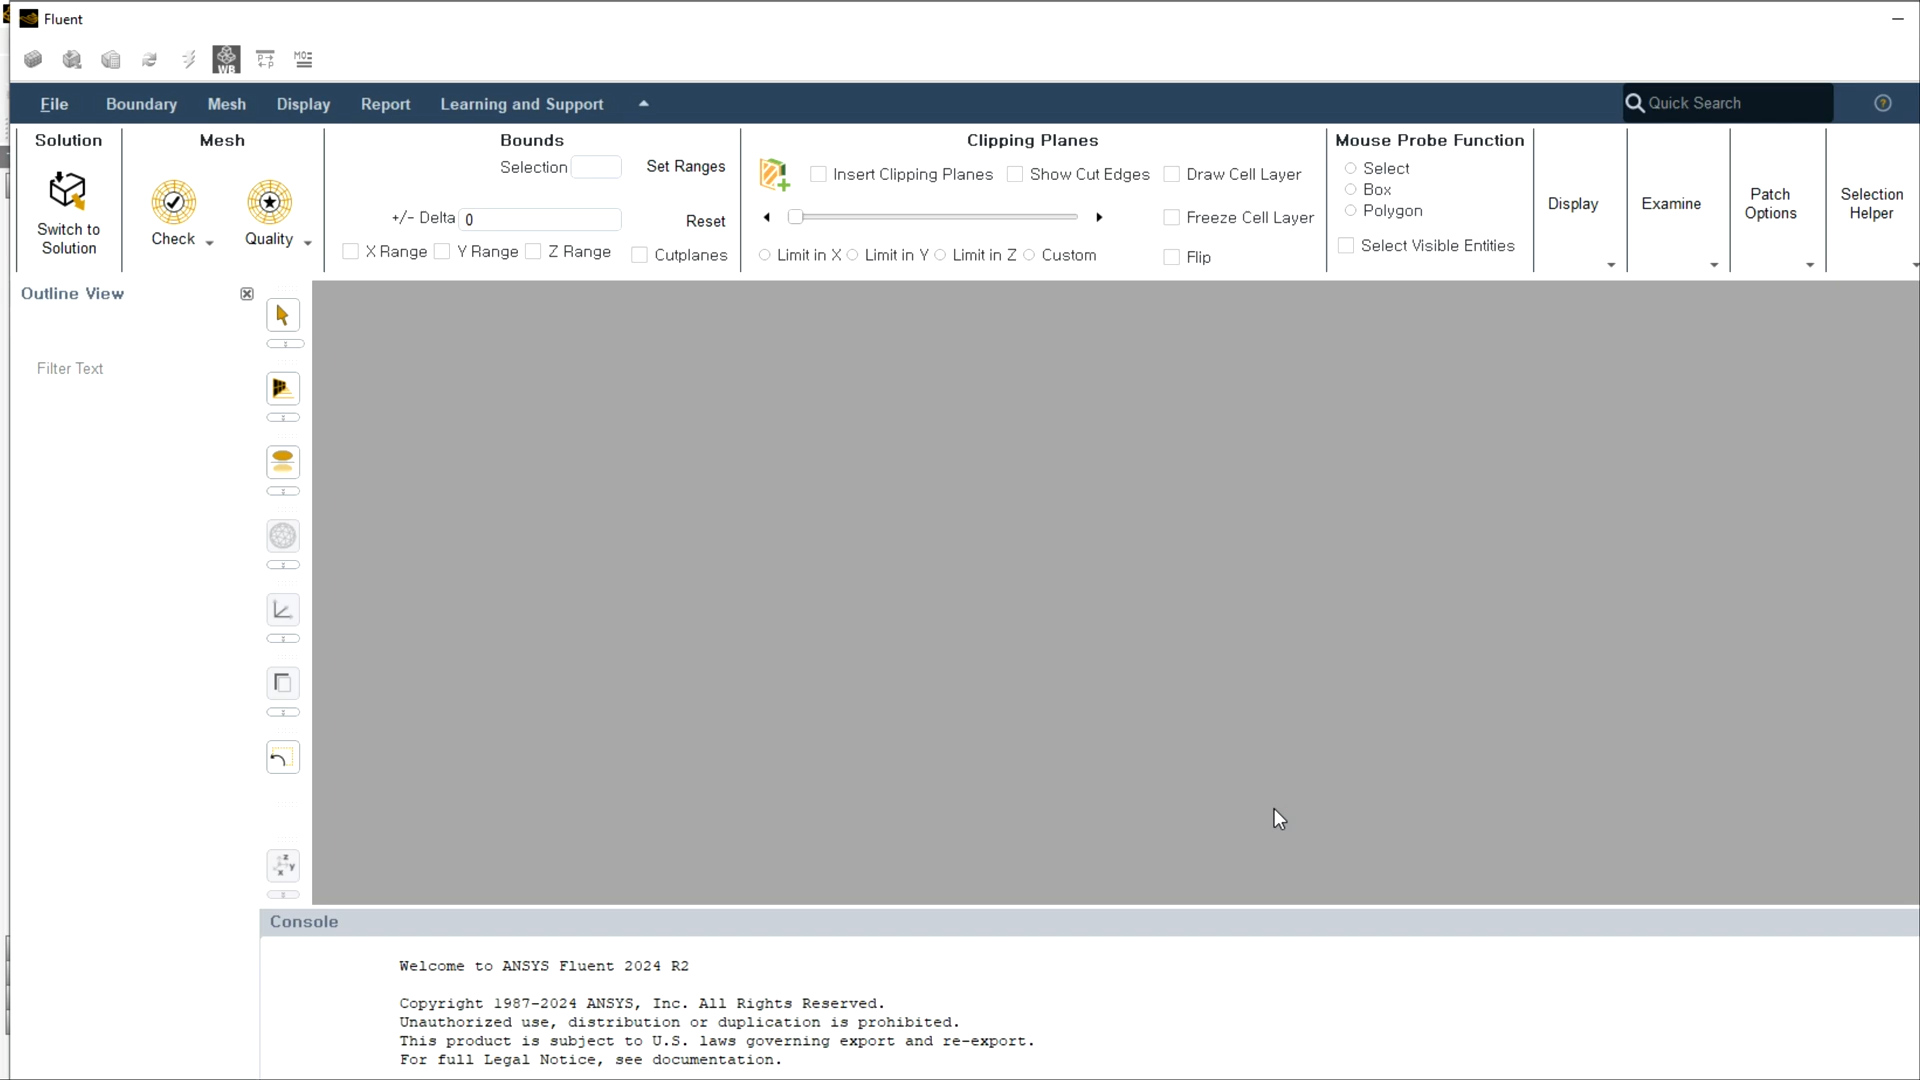 Fluent
WB
MO
File Boundary Mesh Display Report Learning and Support
Quick Search
Solution
Switch to
Solution
Mesh
Check
Quality
Bounds
Selection
Set Ranges
+/- Delta 0
Reset
X Range Y Range Z Range Cutplanes
Clipping Planes
Insert Clipping Planes Show Cut Edges Draw Cell Layer
Freeze Cell Layer
Limit in X Limit in Y Limit in Z Custom
Flip
Mouse Probe Function
Select
Box
Polygon
Select Visible Entities
Display
Examine
Patch
Options
Selection
Helper
Outline View
Filter Text
z
y
x
Console
Welcome to ANSYS Fluent 2024 R2
Copyright 1987-2024 ANSYS, Inc. All Rights Reserved.
Unauthorized use, distribution or duplication is prohibited.
This product is subject to U.S. laws governing export and re-export.
For full Legal Notice, see documentation.